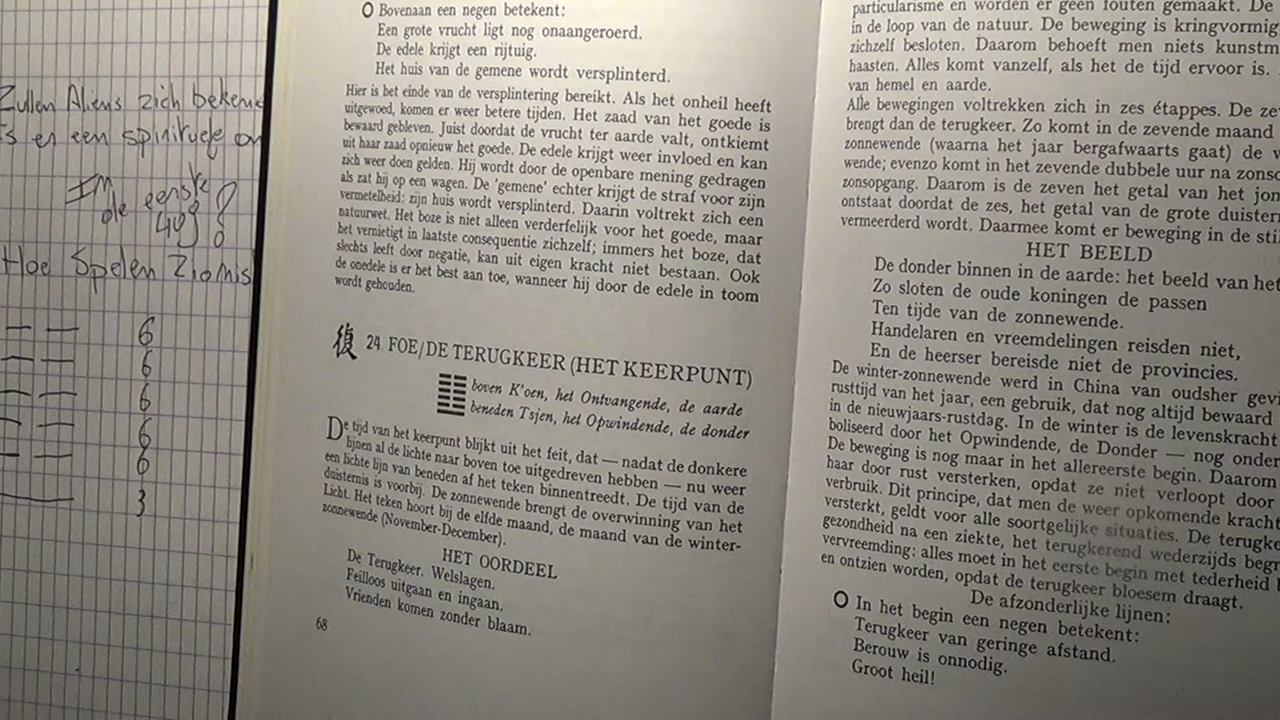 Zullen Aliens zich
is er een
de eerste
Hoe Spelen
6
6
6
6
6
3
Bovenaan een negen betekent:
Een grote vrucht ligt nog onaangeroerd.
De edele krijgt een rijtuig.
Het huis van de gemene wordt versplinterd.
Hier is het einde van de versplintering bereikt. Als het onheil heeft
uitgewoed, komen er weer betere tijden. Het zaad van het goede is
bewaard gebleven. Juist doordat de vrucht ter aarde valt, ontkiemt
uit haar zaad opnieuw het goede. De edele krijgt weer invloed en kan
zich weer doen gelden. Hij wordt door de openbare mening gedragen
als zat hij op een wagen. De 'gemene' echter krijgt de straf voor zijn
vermetelheid: zijn huis wordt versplinterd. Daarin voltrekt zich een
natuurwet. Het boze is niet alleen verderfelijk voor het goede, maar
het vernietigt in laatste consequentie zichzelf; immers het boze, dat
slechts leeft door negatie, kan uit eigen kracht niet bestaan. Ook
de onedele is er het best aan toe, wanneer hij door de edele in toom
wordt gehouden.
復 24. FOE/DE TERUGKEER (HET KEERPUNT)
boven K'oen, het Ontvangende, de aarde
beneden Tsjen, het Opwindende, de donder
De tijd van het keerpunt blijkt uit het feit, dat — nadat de donkere
lijnen al de lichte naar boven toe uitgedreven hebben — nu weer
een lichte lijn van beneden af het teken binnentreedt. De tijd van de
duisternis is voorbij. De zonnewende brengt de overwinning van het
Licht. Het teken hoort bij de elfde maand, de maand van de winter-
zonnewende (November-December).
HET OORDEEL
De Terugkeer. Welslagen.
Feilloos uitgaan en ingaan.
Vrienden komen zonder blaam.
68
particularisme en worden er geen fouten gemaakt. De
in de loop van de natuur. De beweging is kringvormig
zichzelf besloten. Daarom behoeft men niets kunstm
haasten. Alles komt vanzelf, als het de tijd ervoor is.
van hemel en aarde.
Alle bewegingen voltrekken zich in zes étappes. De ze
brengt dan de terugkeer. Zo komt in de zevende maand
zonnewende (waarna het jaar bergafwaarts gaat) de
wende; evenzo komt in het zevende dubbele uur na zons
zonsopgang. Daarom is de zeven het getal van het jon
ontstaat doordat de zes, het getal van de grote duister
vermeerderd wordt. Daarmee komt er beweging in de sti
HET BEELD
De donder binnen in de aarde: het beeld van het
Zo sloten de oude koningen de passen
Ten tijde van de zonnewende.
Handelaren en vreemdelingen reisden niet,
En de heerser bereisde niet de provincies.
De winter-zonnewende werd in China van oudsher gevi
rusttijd van het jaar, een gebruik, dat nog altijd bewaard
in de nieuwjaars-rustdag. In de winter is de levenskracht
boliseerd door het Opwindende, de Donder — nog onder
De beweging is nog maar in het allereerste begin. Daarom
haar door rust versterken, opdat ze niet verloopt door
verbruik. Dit principe, dat men de weer opkomende kracht
versterkt, geldt voor alle soortgelijke situaties. De terugke
gezondheid na een ziekte, het terugkerend wederzijds begr
vervreemding: alles moet in het eerste begin met tederheid
en ontzien worden, opdat de terugkeer bloesem draagt.
De afzonderlijke lijnen:
In het begin een negen betekent:
Terugkeer van geringe afstand.
Berouw is onnodig.
Groot heil!